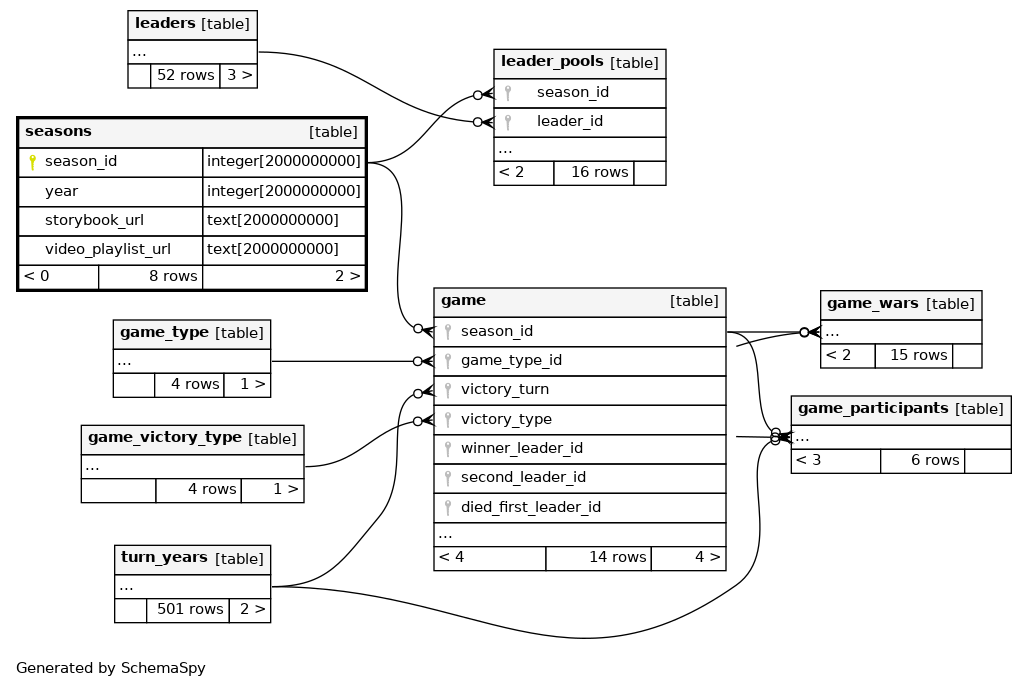 leaders [table]
...
52 rows 3 >
leader_pools [table]
season_id
leader_id
...
< 2 16 rows
seasons [table]
season_id integer[2000000000]
year integer[2000000000]
storybook_url text[2000000000]
video_playlist_url text[2000000000]
< 0 8 rows 2 >
game [table]
season_id
game_type_id
victory_turn
victory_type
winner_leader_id
second_leader_id
died_first_leader_id
...
< 4 14 rows 4 >
game_wars [table]
...
< 2 15 rows
game_type [table]
...
4 rows 1 >
game_participants [table]
...
< 3 6 rows
game_victory_type [table]
...
4 rows 1 >
turn_years [table]
...
501 rows 2 >
Generated by SchemaSpy